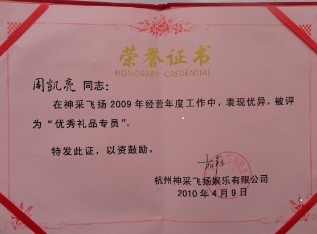 荣誉证书
HONORARY CREDENTIAL
周凯亮 同志：
在神采飞扬2009年经营年度工作中，表现优异，被评
为“优秀礼品专员”。
特发此证，以资鼓励。
杭州神采飞扬娱乐有限公司
2010年4月9日